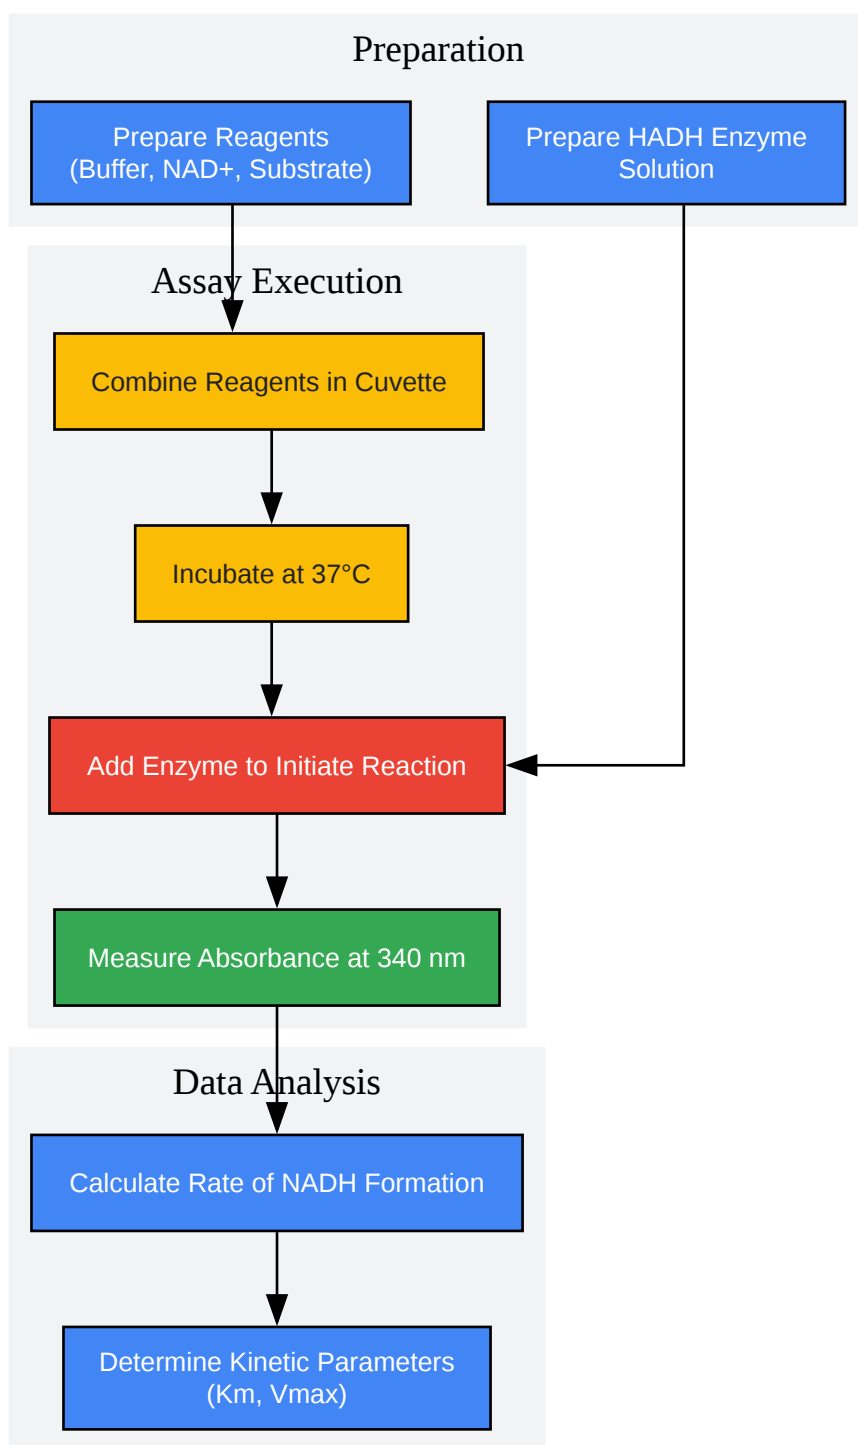 Preparation
Prepare Reagents
(Buffer, NAD+, Substrate)
Prepare HADH Enzyme
Solution
Assay Execution
Combine Reagents in Cuvette
Incubate at 37°C
Add Enzyme to Initiate Reaction
Measure Absorbance at 340 nm
Data Analysis
Calculate Rate of NADH Formation
Determine Kinetic Parameters
(Km, Vmax)